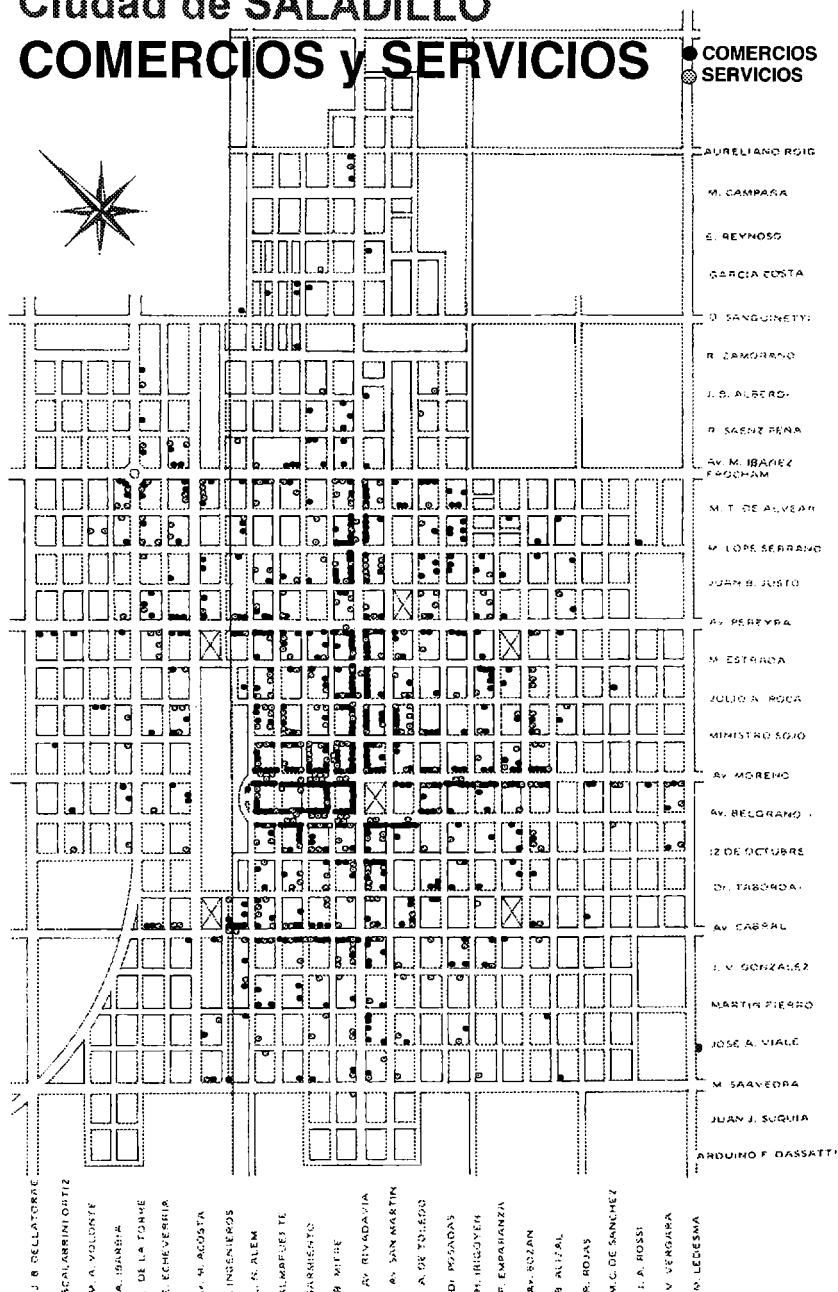 Ciudad de SALADILLO
COMERCIOS y SERVICIOS
COMERCIOS
SERVICIOS
AURELIANO ROIG
M. CAMPAÑA
E. REYNOSO
GARCIA COSTA
D. SANGUINETTI
R. ZAMORANO
J. B. ALBERDI
R. SAENZ PEÑA
Av. M. IBAÑEZ
FROCHAM
M. T. DE ALVEAR
M. LOPE SERRANO
JUAN B. JUSTO
Av. PEREYRA
M. ESTRADA
JULIO A. ROCA
MINISTRO SOJO
Av. MORENO
Av. BELGRANO
12 DE OCTUBRE
Dr. TABORDA
Av. CABRAL
J. V. GONZALEZ
MARTIN FIERRO
JOSE A. VIALE
M. SAAVEDRA
JUAN J. SUQUIA
ARDUINO F. DASSATTI
J. B. DELLATORRE
SCALABRINI ORTIZ
M. A. VOLONTE
A. IBARBIA
DE LA TORRE
E. ECHEVERRIA
M. ACOSTA
INGENIEROS
L. N. ALEM
ALMAFUERTE
SARMIENTO
B. MITRE
Av. RIVADAVIA
Av. SAN MARTIN
A. DE TOLEDO
Dr. POSADAS
H. IRIGOYEN
F. EMPARANZA
Av. BOZAN
R. ROJAS
M.C. DE SANCHEZ
J. A. ROSSI
V. VERGARA
M. LEDESMA